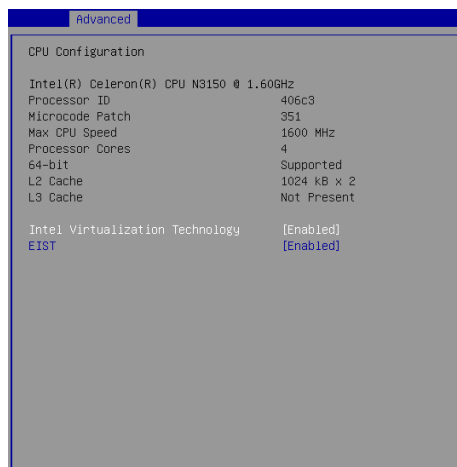 Advanced
CPU Configuration
Intel(R) Celeron(R) CPU N3150 @ 1.60GHz
Processor ID 406c3
Microcode Patch 351
Max CPU Speed 1600 MHz
Processor Cores 4
64-bit Supported
L2 Cache 1024 kB x 2
L3 Cache Not Present
Intel Virtualization Technology [Enabled]
EIST [Enabled]